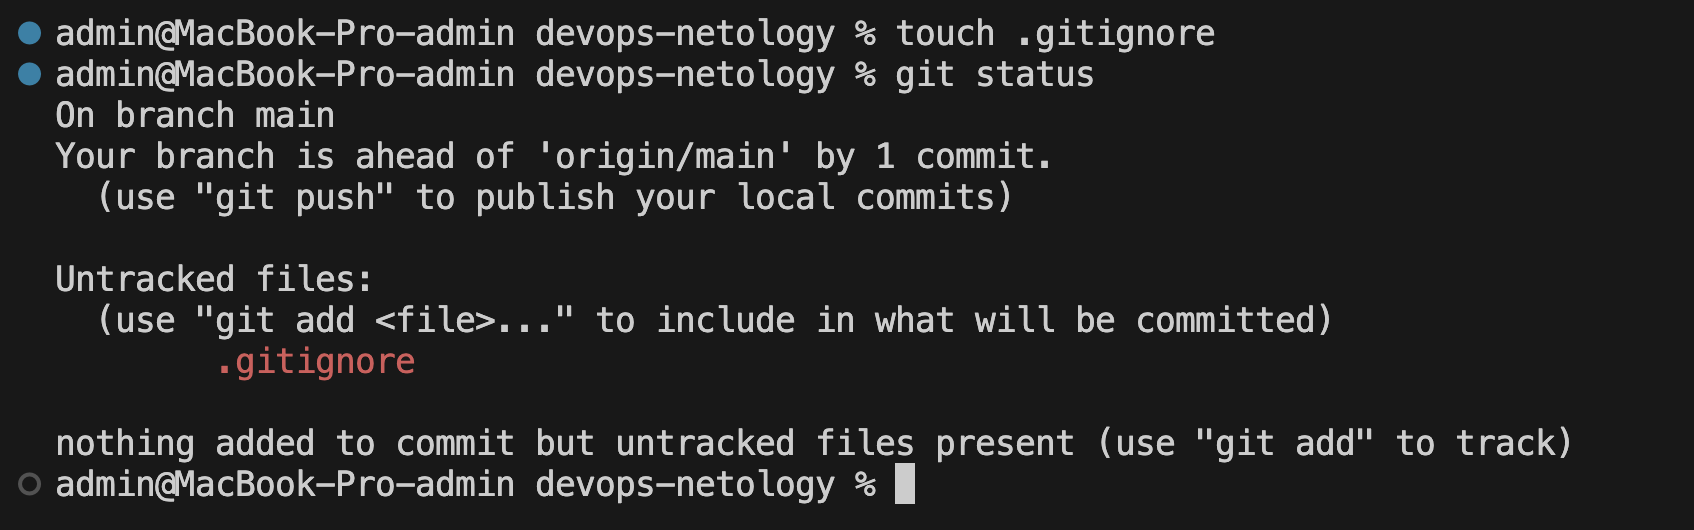 admin@MacBook-Pro-admin devops-netology % touch .gitignore
admin@MacBook-Pro-admin devops-netology % git status
On branch main
Your branch is ahead of 'origin/main' by 1 commit.
  (use "git push" to publish your local commits)

Untracked files:
  (use "git add <file>..." to include in what will be committed)
        .gitignore

nothing added to commit but untracked files present (use "git add" to track)
admin@MacBook-Pro-admin devops-netology %